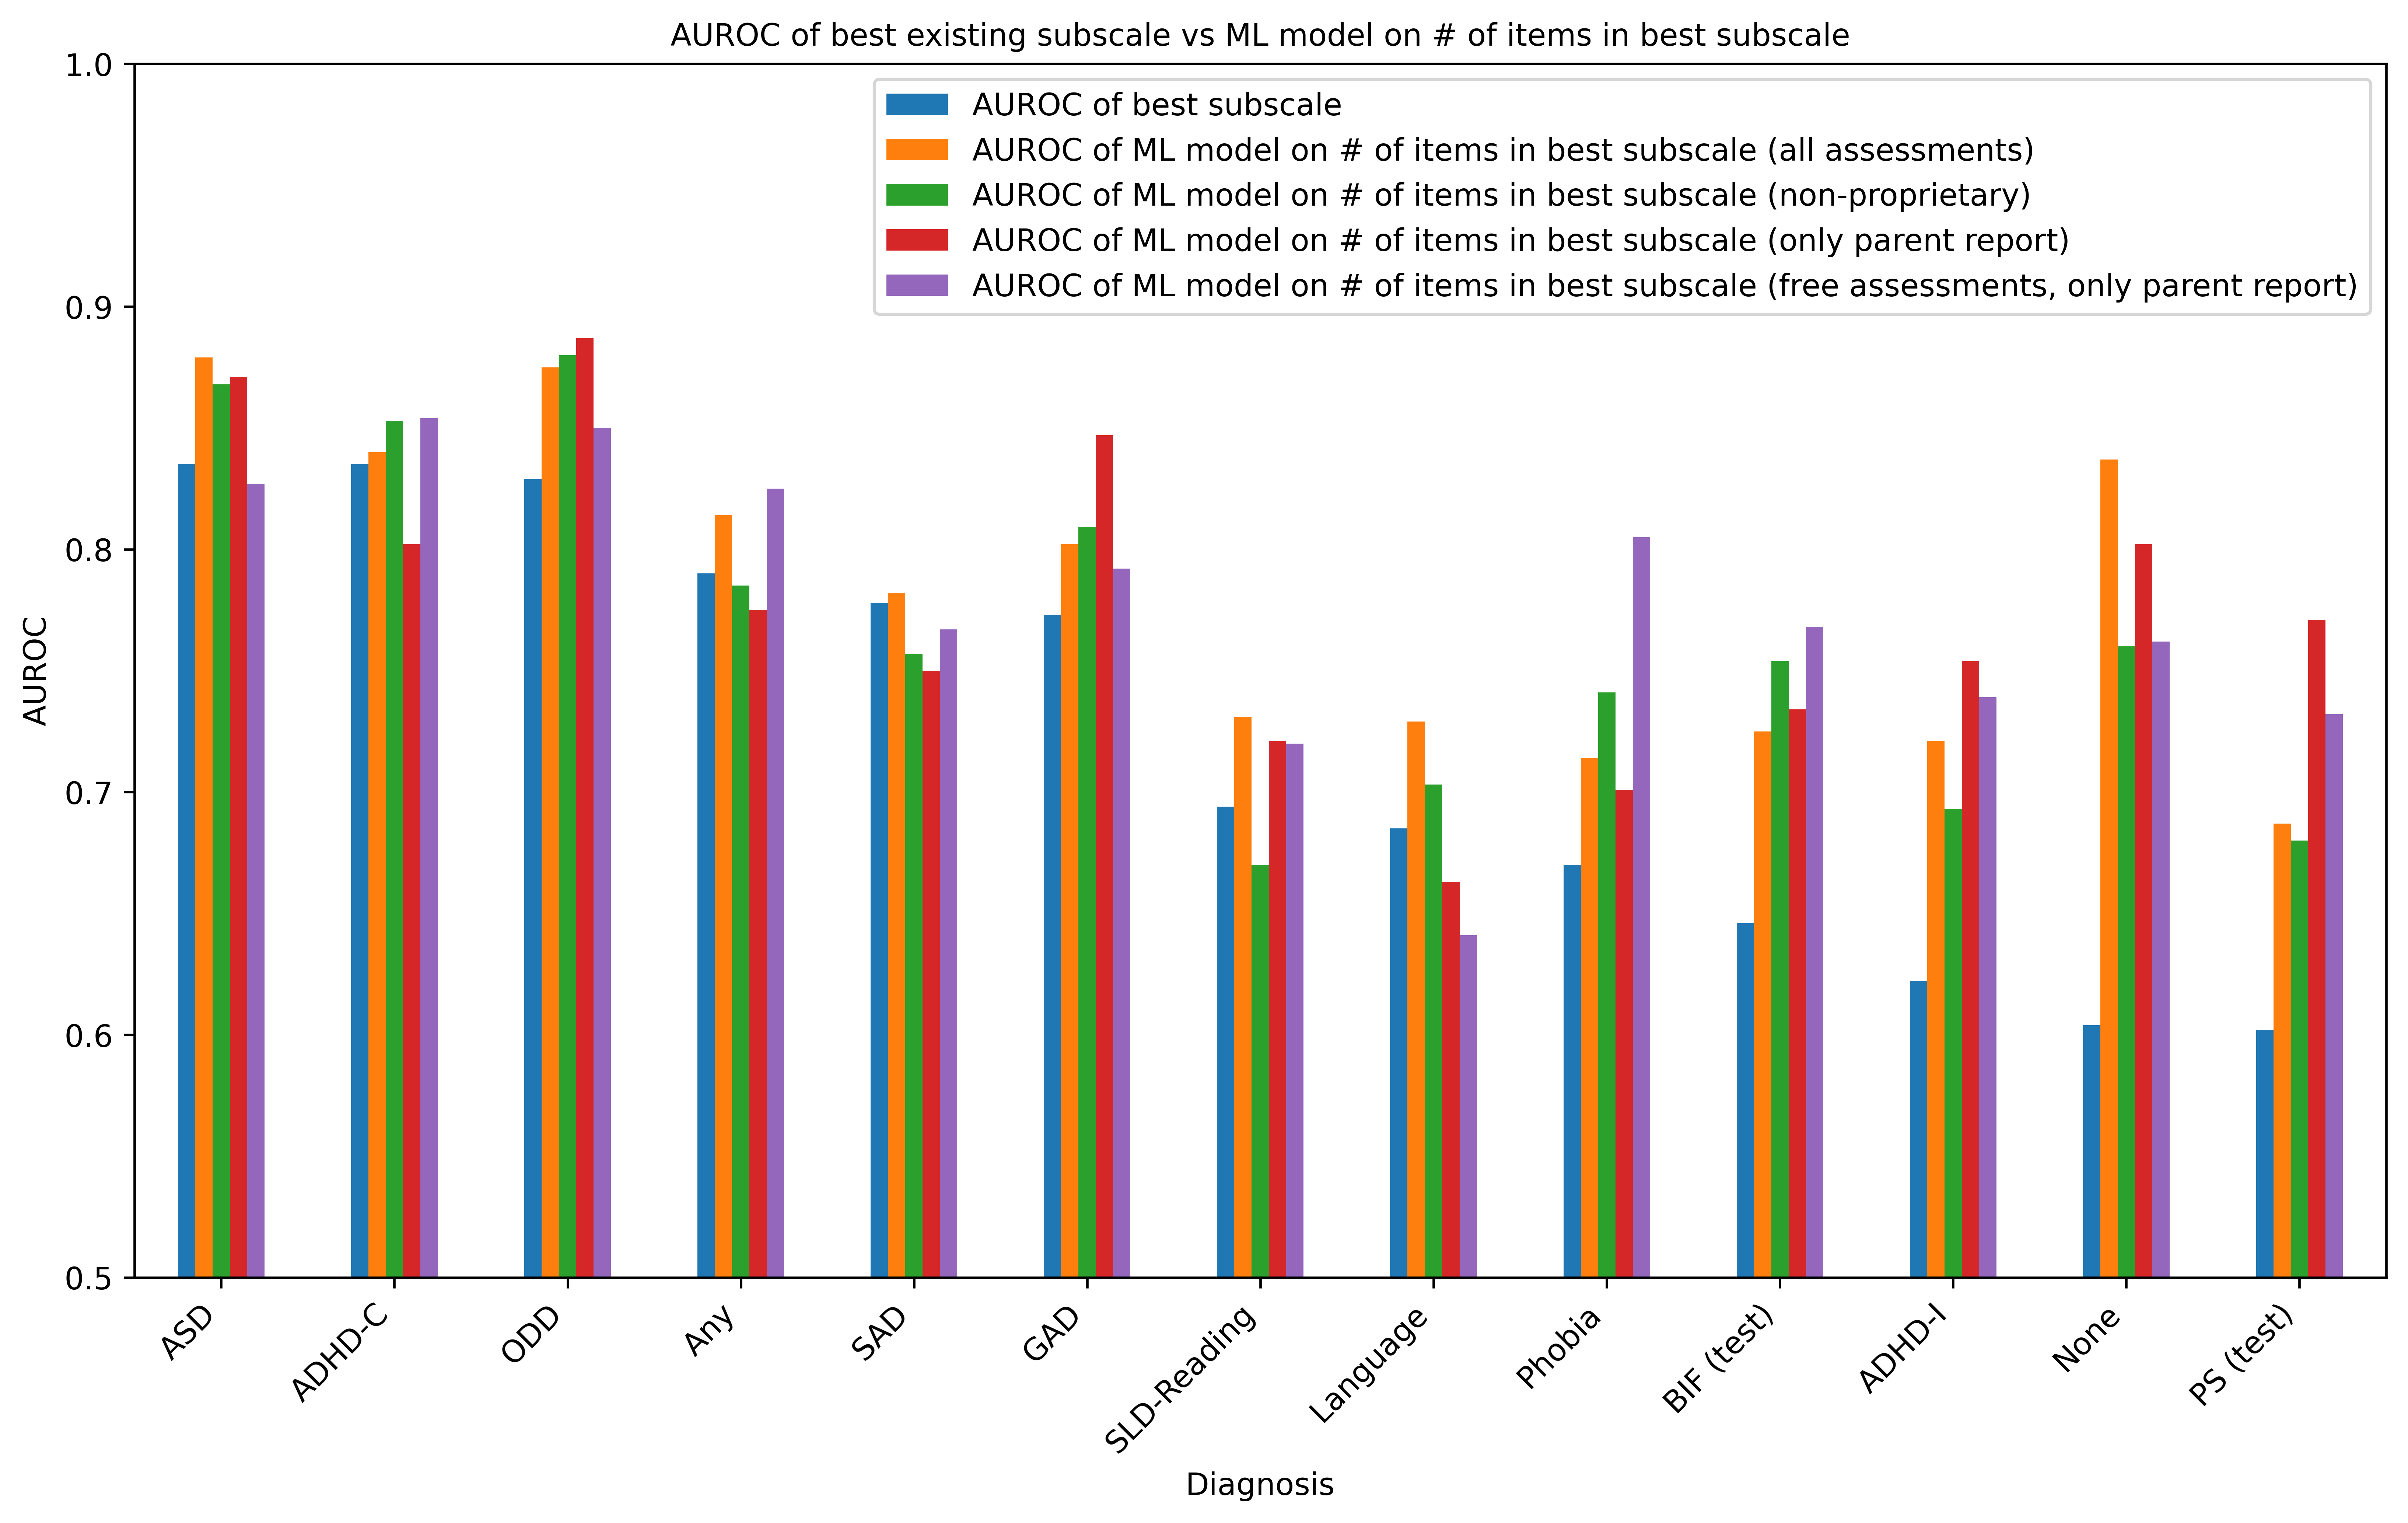 AUROC of best existing subscale vs ML model on # of items in best subscale
1.0
0.9
0.8
0.7
0.6
0.5
AUROC
AUROC of best subscale
AUROC of ML model on # of items in best subscale (all assessments)
AUROC of ML model on # of items in best subscale (non-proprietary)
AUROC of ML model on # of items in best subscale (only parent report)
AUROC of ML model on # of items in best subscale (free assessments, only parent report)
ASD
ADHD-C
ODD
Any
SAD
GAD
SLD-Reading
Language
Phobia
BIF (test)
ADHD-I
None
PS (test)
Diagnosis